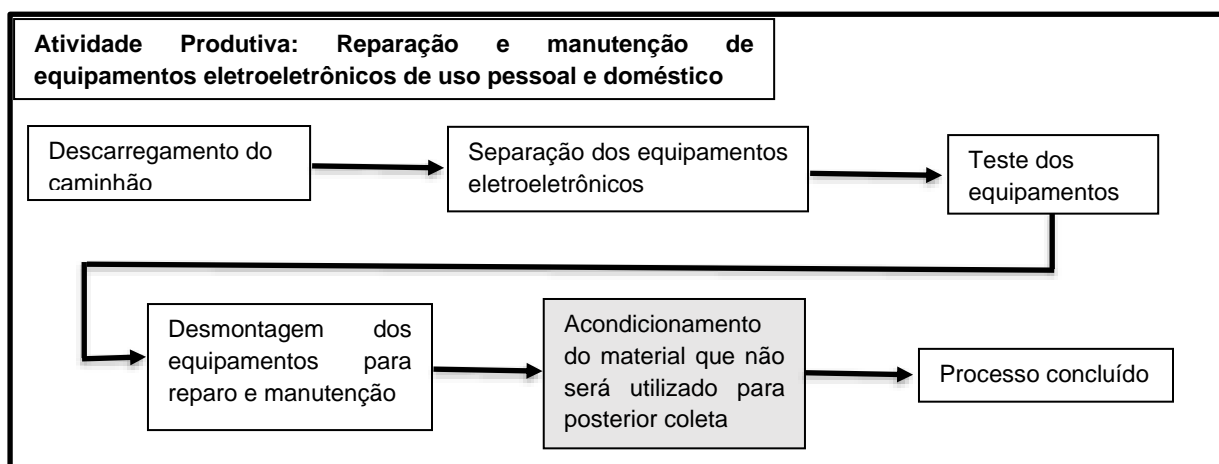 Atividade Produtiva: Reparação e manutenção de
equipamentos eletroeletrônicos de uso pessoal e doméstico
Descarregamento do
caminhão
Separação dos equipamentos
eletroeletrônicos
Teste dos
equipamentos
Desmontagem dos
equipamentos para
reparo e manutenção
Acondicionamento
do material que não
será utilizado para
posterior coleta
Processo concluído